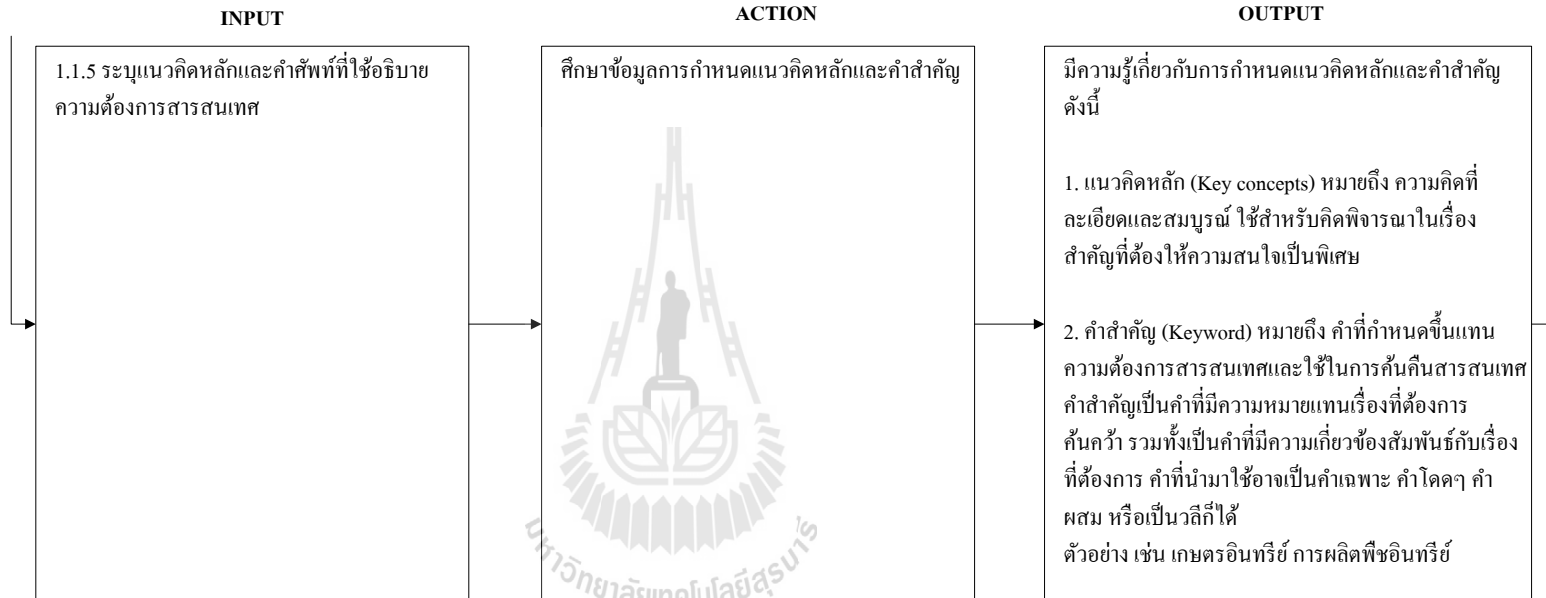 INPUT
ACTION
OUTPUT
1.1.5 ระบุแนวคิดหลักและคำศัพท์ที่ใช้อธิบาย
ความต้องการสารสนเทศ
ศึกษาข้อมูลการกำหนดแนวคิดหลักและคำสำคัญ
มีความรู้เกี่ยวกับการกำหนดแนวคิดหลักและคำสำคัญ
ดังนี้
1. แนวคิดหลัก (Key concepts) หมายถึง ความคิดที่
ละเอียดและสมบูรณ์ ใช้สำหรับคิดพิจารณาในเรื่อง
สำคัญที่ต้องให้ความสนใจเป็นพิเศษ
2. คำสำคัญ (Keyword) หมายถึง คำที่กำหนดขึ้นแทน
ความต้องการสารสนเทศและใช้ในการค้นคืนสารสนเทศ
คำสำคัญเป็นคำที่มีความหมายแทนเรื่องที่ต้องการ
ค้นคว้า รวมทั้งเป็นคำที่มีความเกี่ยวข้องสัมพันธ์กับเรื่อง
ที่ต้องการ คำที่นำมาใช้อาจเป็นคำเฉพาะ คำโดดๆ คำ
ผสม หรือเป็นวลีก็ได้
ตัวอย่าง เช่น เกษตรอินทรีย์ การผลิตพืชอินทรีย์
มหาวิทยาลัยเทคโนโลยีสุรนารี